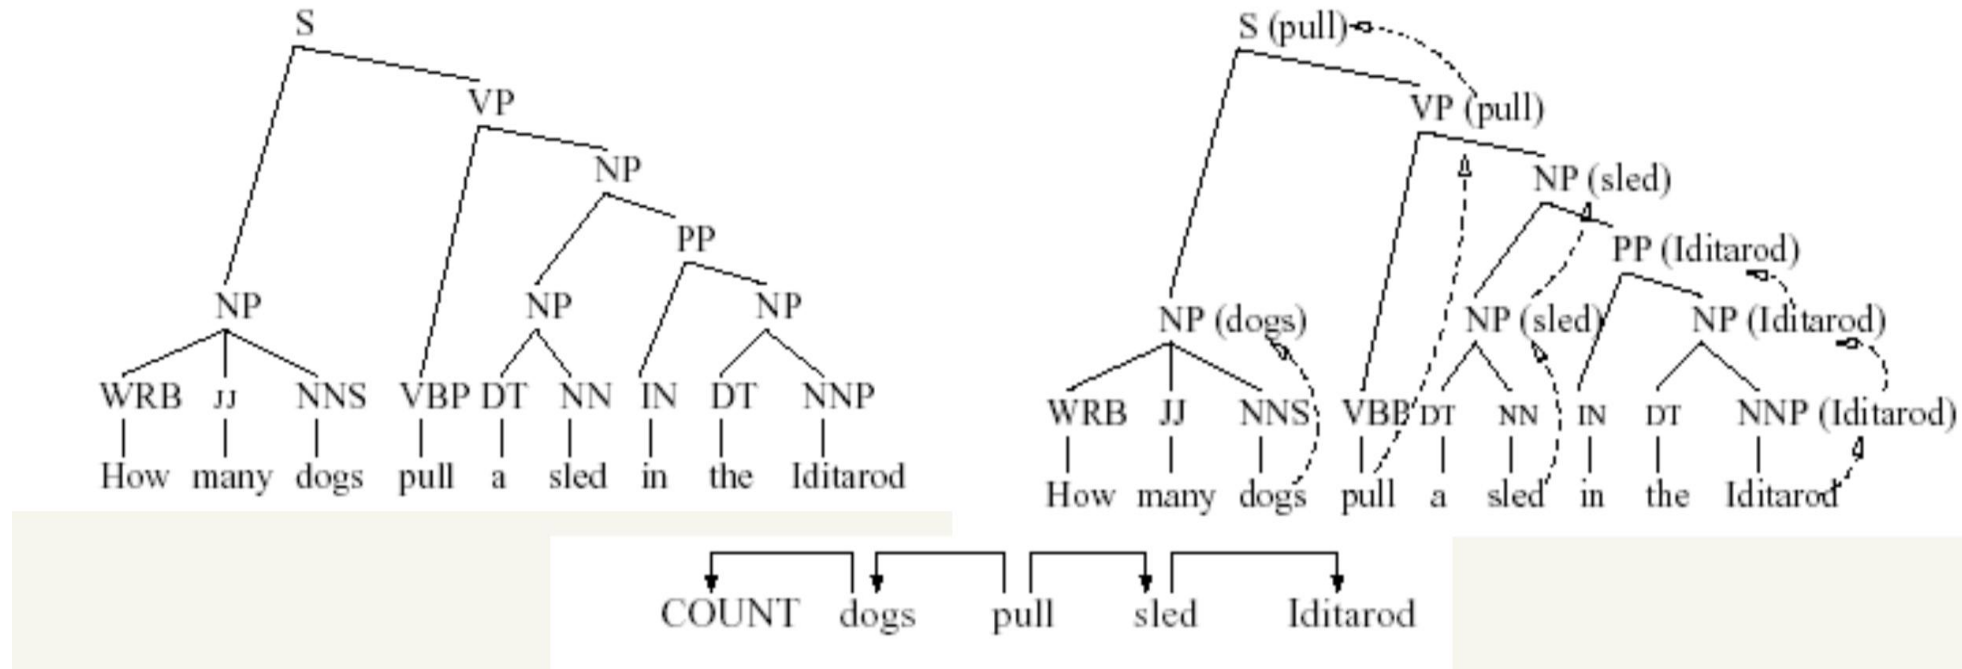 S
VP
NP
PP
NP NP NP
WRB JJ NNS VBP DT NN IN DT NNP
How many dogs pull a sled in the Iditarod
S (pull)
VP (pull)
NP (sled)
PP (Iditarod)
NP (dogs) NP (sled) NP (Iditarod)
WRB JJ NNS VBP DT NN IN DT NNP (Iditarod)
How many dogs pull a sled in the Iditarod
COUNT dogs pull sled Iditarod